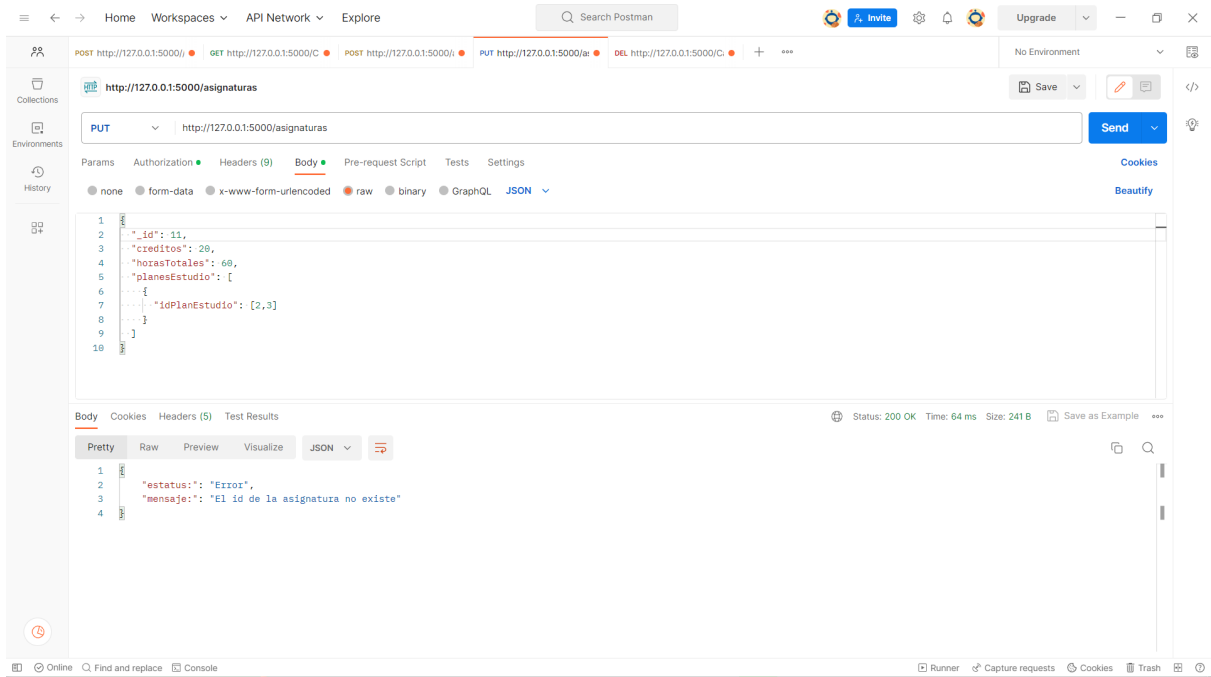 Home Workspaces API Network Explore Search Postman Invite Upgrade
POST http://127.0.0.1:5000/ GET http://127.0.0.1:5000/C POST http://127.0.0.1:5000/ PUT http://127.0.0.1:5000/as DEL http://127.0.0.1:5000/Ca No Environment
Collections
Environments
History
HTTP http://127.0.0.1:5000/asignaturas Save
PUT http://127.0.0.1:5000/asignaturas Send
Params Authorization Headers (9) Body Pre-request Script Tests Settings Cookies
none form-data x-www-form-urlencoded raw binary GraphQL JSON Beautify
1 {
2 "_id": 11,
3 "creditos": 20,
4 "horasTotales": 60,
5 "planesEstudio": [
6 {
7 "idPlanEstudio": [2,3]
8 }
9 ]
10 }
Body Cookies Headers (5) Test Results Status: 200 OK Time: 64 ms Size: 241 B Save as Example
Pretty Raw Preview Visualize JSON
1 {
2 "estatus:": "Error",
3 "mensaje:": "El id de la asignatura no existe"
4 }
Online Find and replace Console Runner Capture requests Cookies Trash